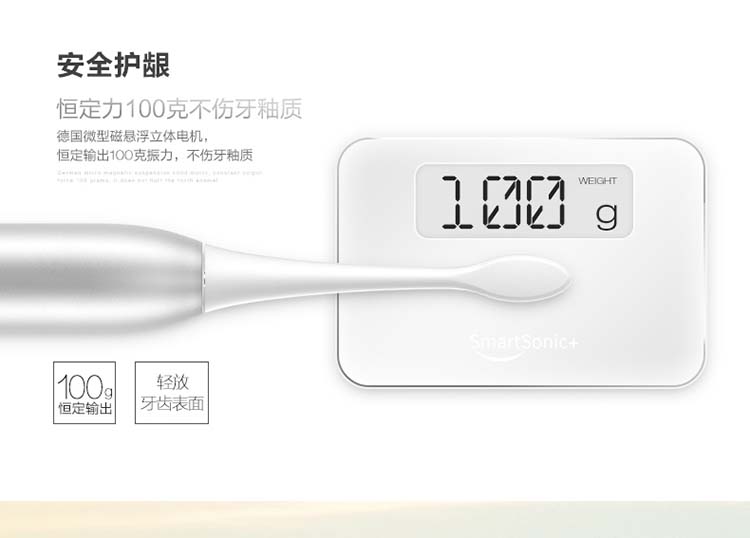 安全护龈
恒定力100克不伤牙釉质
德国微型磁悬浮立体电机，
恒定输出100克振力，不伤牙釉质
100 WEIGHT g
SmartSonic+
100g
恒定输出
轻放
牙齿表面